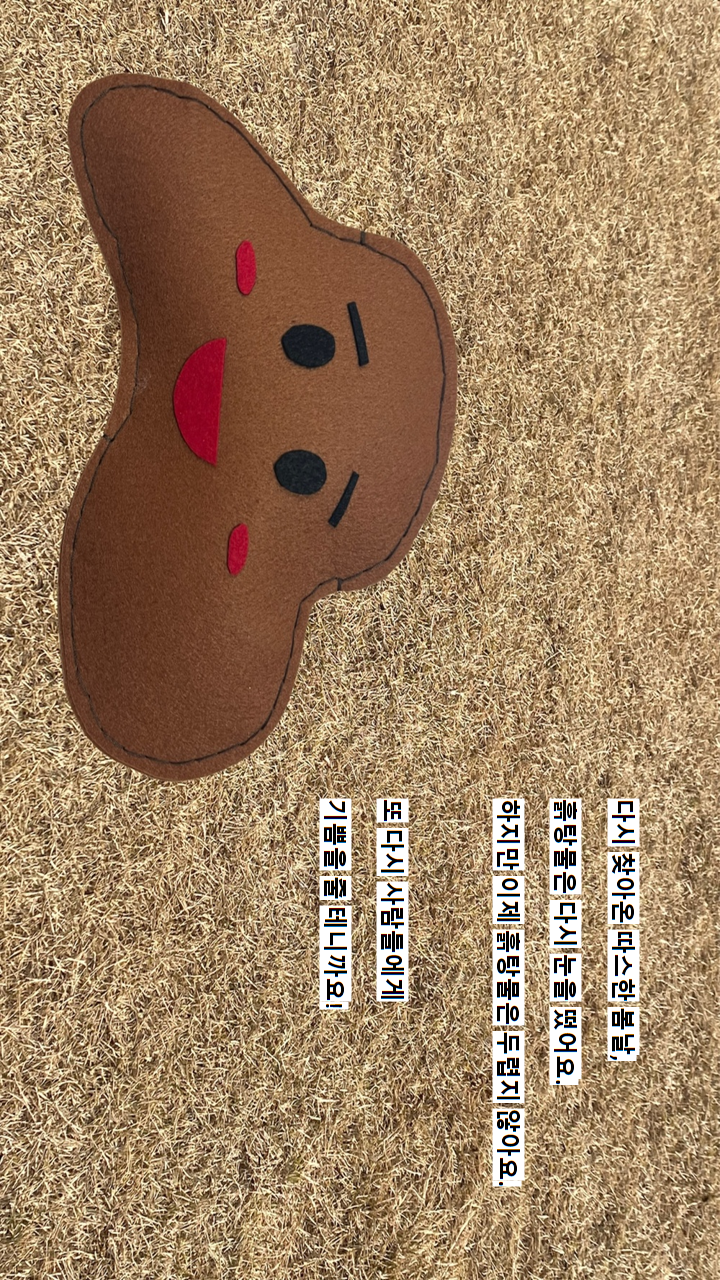 다시 찾아온 따스한 봄 날,
흙탕물은 다시 눈을 떴어요.
하지만 이제 흙탕물은 두렵지 않아요.
또 다시 사람들에게
기쁨을 줄 테니까요!